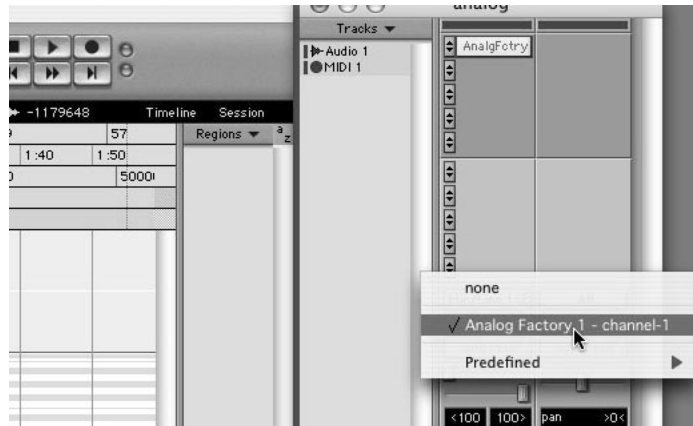 analog
Tracks
Audio 1
MIDI 1
AnalgFctry
-1179648
Timeline
Session
57
Regions
a
z
1:40
1:50
none
Analog Factory 1 - channel-1
Predefined
<100
100>
pan
>0<